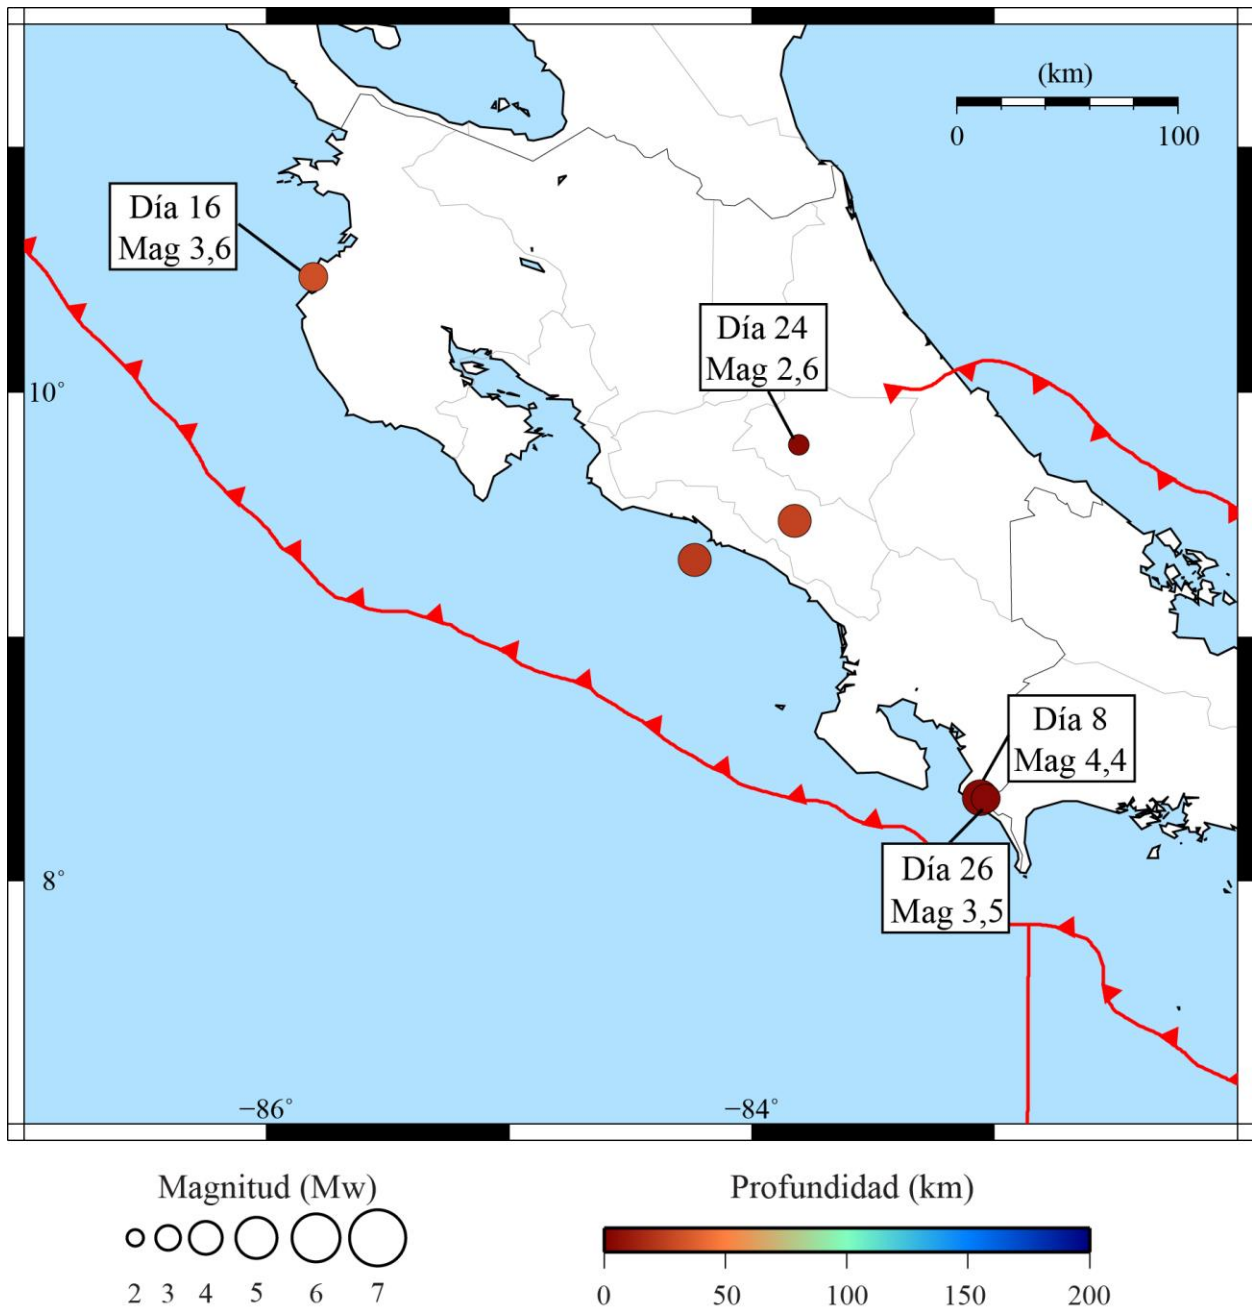 (km)
0 100
Día 16
Mag 3,6
Día 24
Mag 2,6
10°
Día 8
Mag 4,4
Día 26
Mag 3,5
8°
−86° −84°
Magnitud (Mw)
2 3 4 5 6 7
Profundidad (km)
0 50 100 150 200